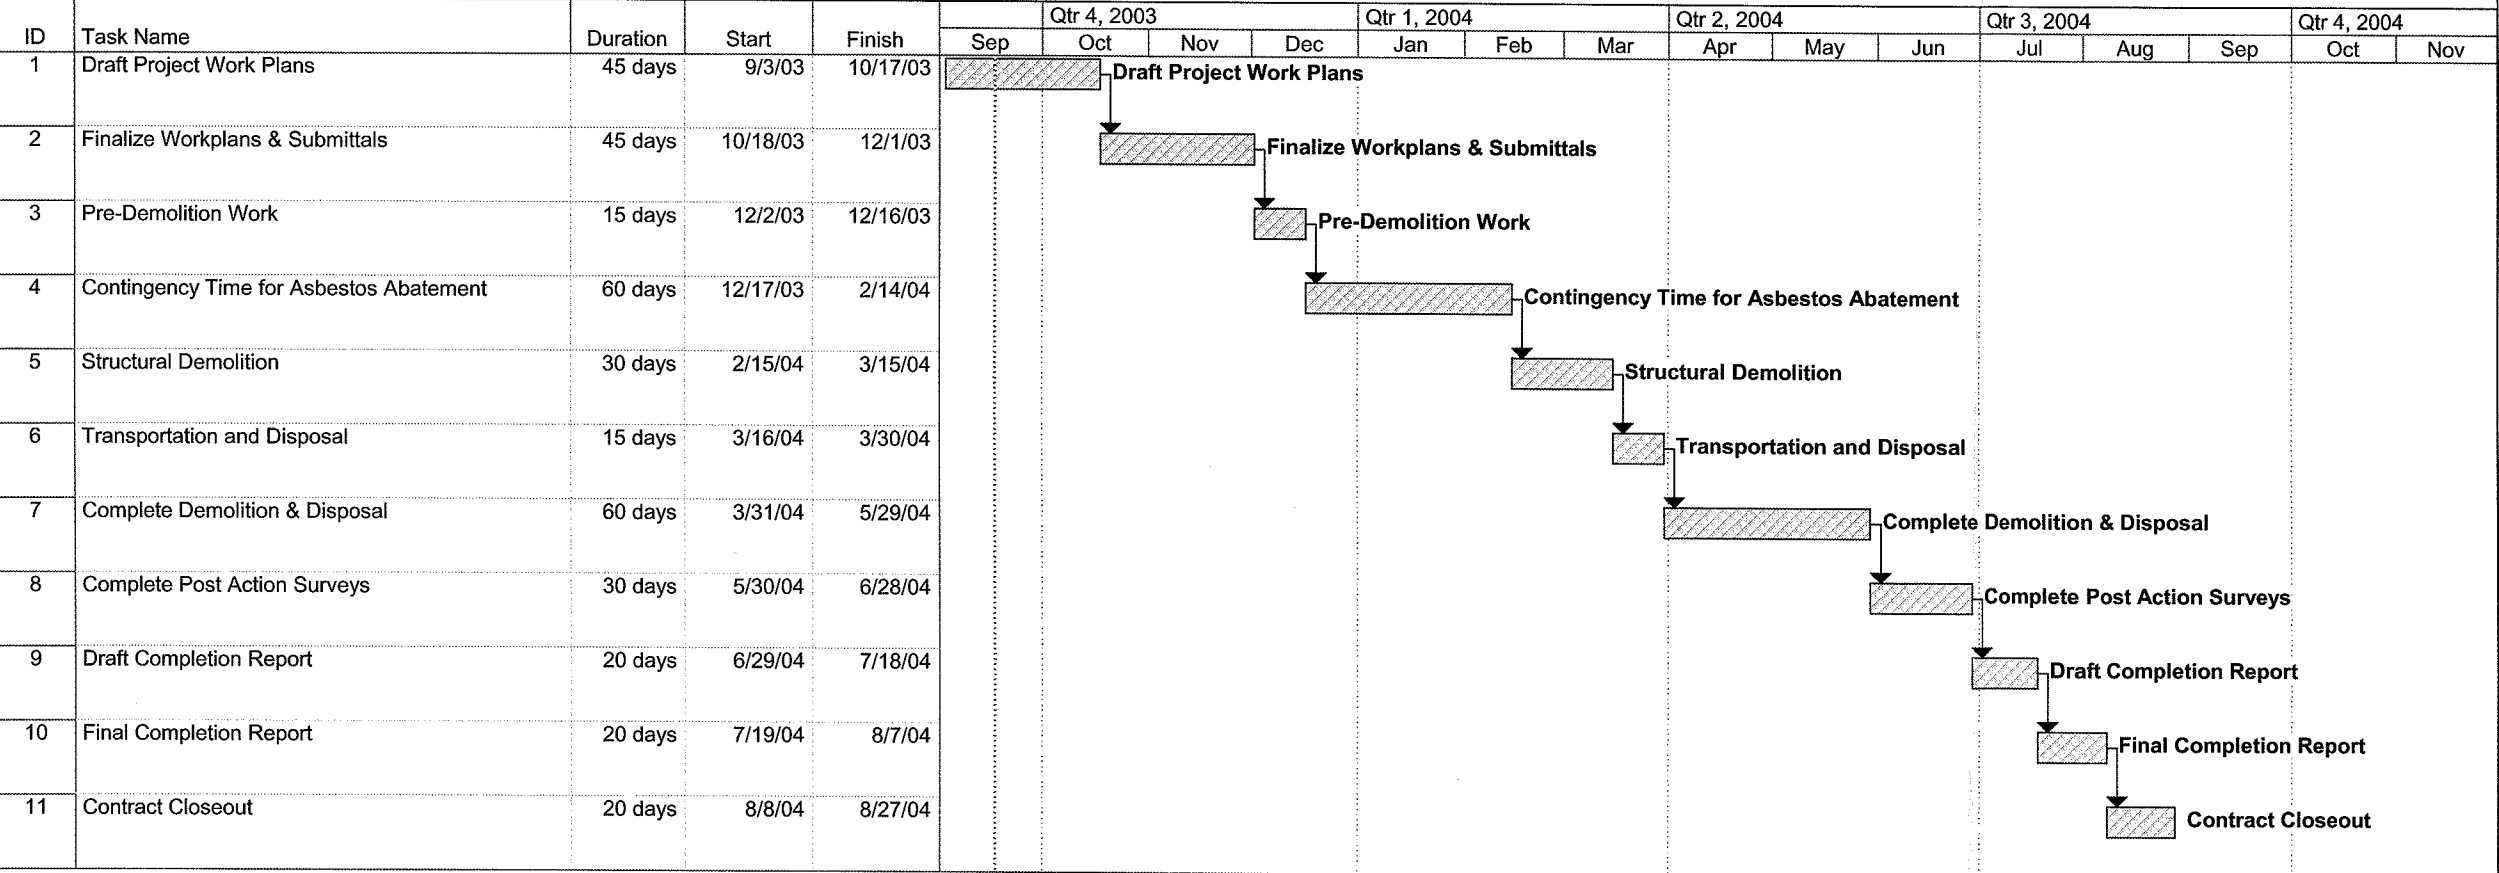 Qtr 4, 2003 Qtr 1, 2004 Qtr 2, 2004 Qtr 3, 2004 Qtr 4, 2004
ID Task Name Duration Start Finish Sep Oct Nov Dec Jan Feb Mar Apr May Jun Jul Aug Sep Oct Nov
1 Draft Project Work Plans 45 days 9/3/03 10/17/03 Draft Project Work Plans
2 Finalize Workplans & Submittals 45 days 10/18/03 12/1/03 Finalize Workplans & Submittals
3 Pre-Demolition Work 15 days 12/2/03 12/16/03 Pre-Demolition Work
4 Contingency Time for Asbestos Abatement 60 days 12/17/03 2/14/04 Contingency Time for Asbestos Abatement
5 Structural Demolition 30 days 2/15/04 3/15/04 Structural Demolition
6 Transportation and Disposal 15 days 3/16/04 3/30/04 Transportation and Disposal
7 Complete Demolition & Disposal 60 days 3/31/04 5/29/04 Complete Demolition & Disposal
8 Complete Post Action Surveys 30 days 5/30/04 6/28/04 Complete Post Action Surveys
9 Draft Completion Report 20 days 6/29/04 7/18/04 Draft Completion Report
10 Final Completion Report 20 days 7/19/04 8/7/04 Final Completion Report
11 Contract Closeout 20 days 8/8/04 8/27/04 Contract Closeout